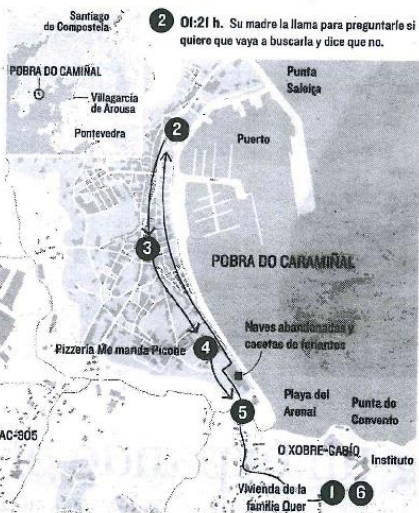 Santiago
de Compostela
POBRA DO CAMIÑAL
Villagarcía
de Arousa
Pontevedra
2 01:21 h. Su madre la llama para preguntarle si
quiere que vaya a buscarla y dice que no.
Punta
Saleiça
2
Puerto
3
POBRA DO CARAMIÑAL
Naves abandonadas y
casetas de feriantes
Pizzería Me manda Picone
4
Playa del
Arenal
Punta do
Convento
5
AC-305
O XOBRE-GABÍO
Instituto
Vivienda de la
familia Quer
1 6